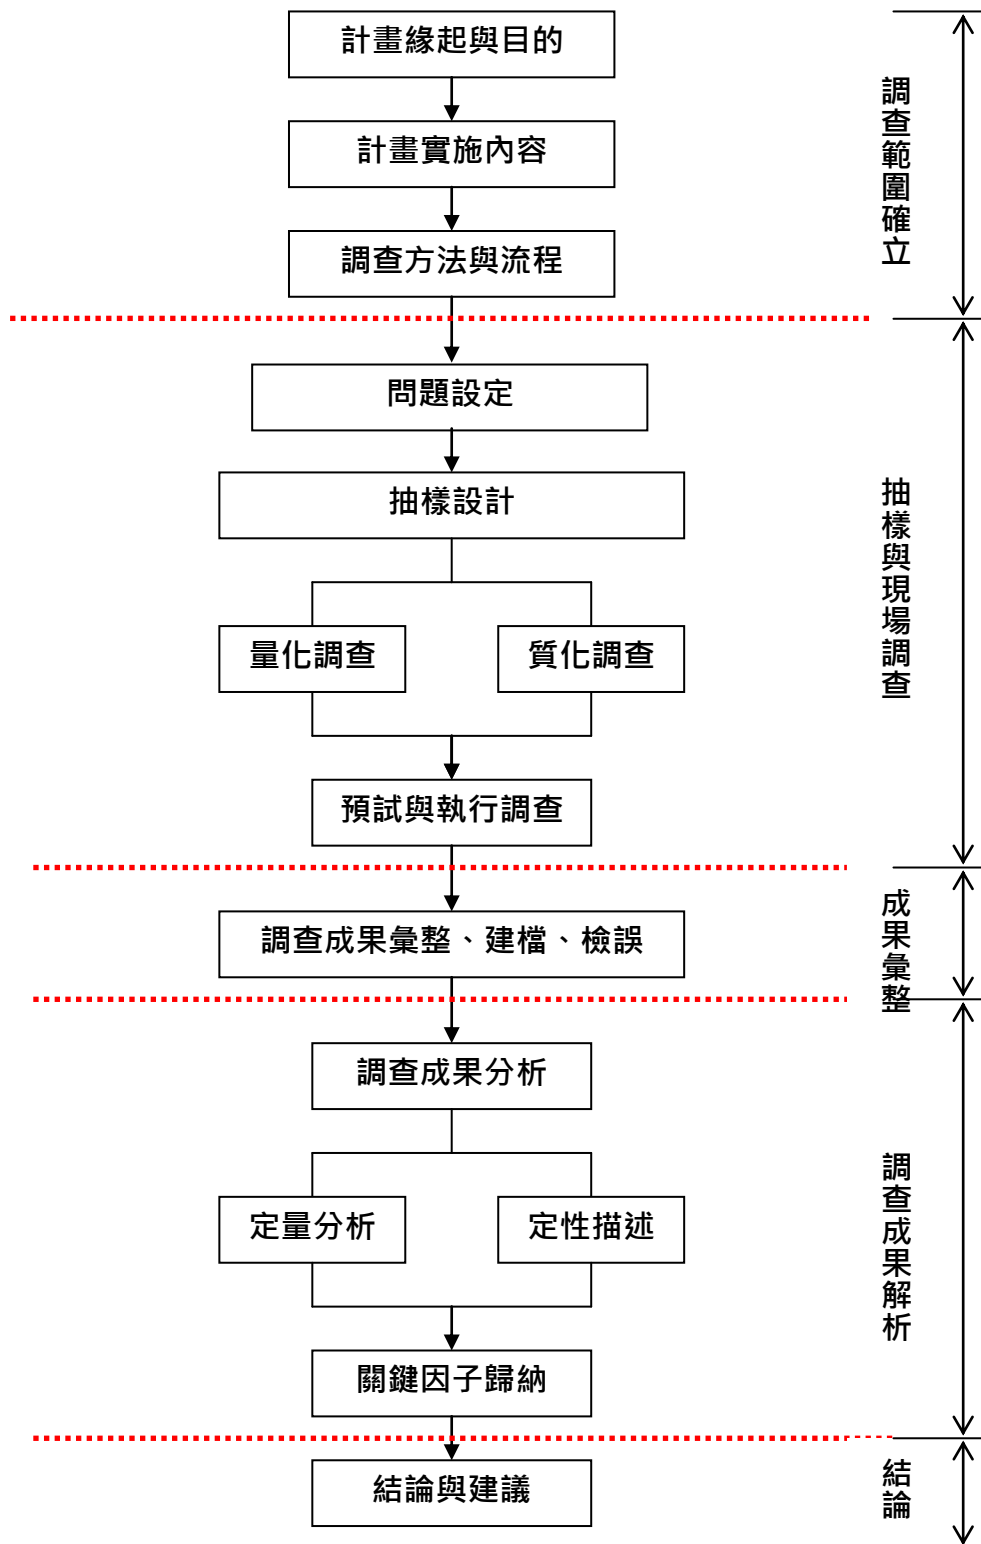 計畫緣起與目的
計畫實施內容
調查方法與流程
調查範圍確立
問題設定
抽樣設計
量化調查
質化調查
預試與執行調查
抽樣與現場調查
調查成果彙整、建檔、檢誤
成果彙整
調查成果分析
定量分析
定性描述
關鍵因子歸納
調查成果解析
結論與建議
結論